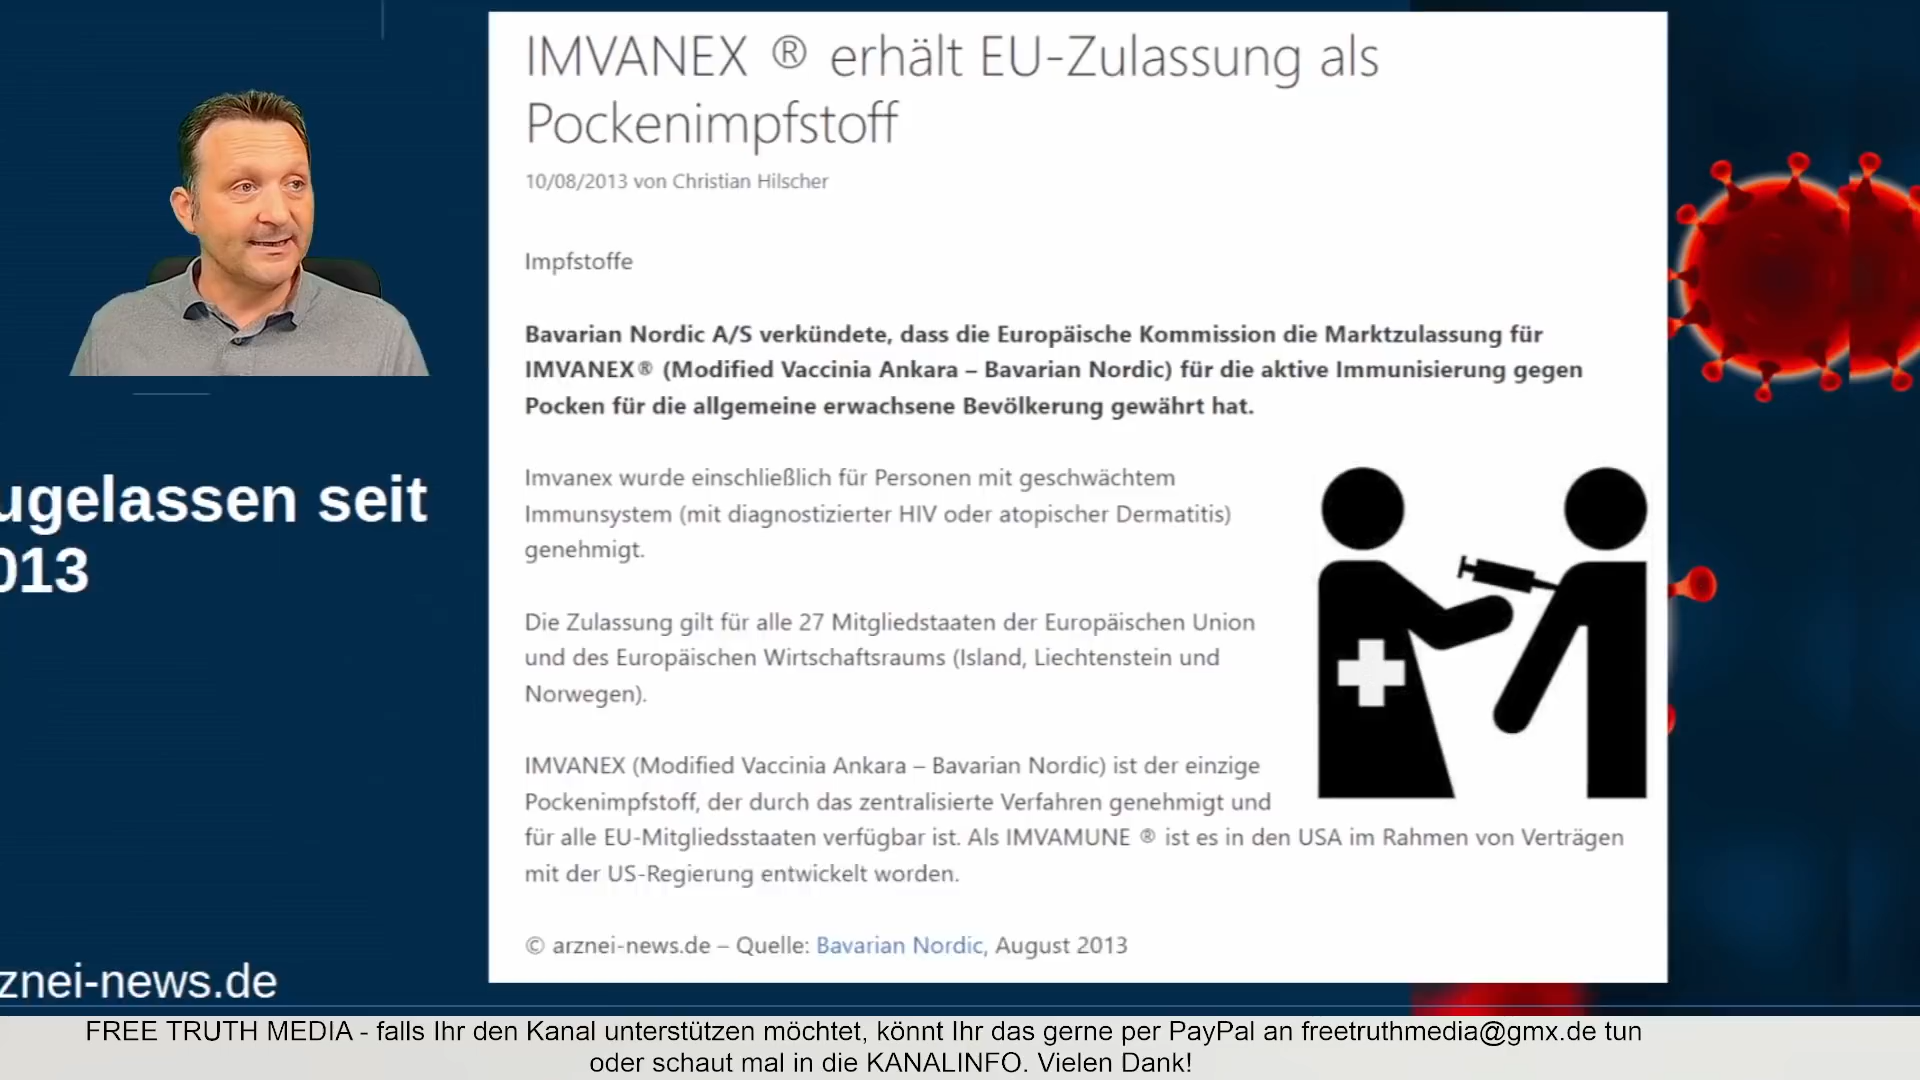 IMVANEX ® erhält EU-Zulassung als
Pockenimpfstoff
10/08/2013 von Christian Hilscher
Impfstoffe
Bavarian Nordic A/S verkündete, dass die Europäische Kommission die Marktzulassung für
IMVANEX® (Modified Vaccinia Ankara – Bavarian Nordic) für die aktive Immunisierung gegen
Pocken für die allgemeine erwachsene Bevölkerung gewährt hat.
Imvanex wurde einschließlich für Personen mit geschwächtem
Immunsystem (mit diagnostizierter HIV oder atopischer Dermatitis)
genehmigt.
Die Zulassung gilt für alle 27 Mitgliedstaaten der Europäischen Union
und des Europäischen Wirtschaftsraums (Island, Liechtenstein und
Norwegen).
IMVANEX (Modified Vaccinia Ankara – Bavarian Nordic) ist der einzige
Pockenimpfstoff, der durch das zentralisierte Verfahren genehmigt und
für alle EU-Mitgliedsstaaten verfügbar ist. Als IMVAMUNE ® ist es in den USA im Rahmen von Verträgen
mit der US-Regierung entwickelt worden.
© arznei-news.de – Quelle: Bavarian Nordic, August 2013
ugelassen seit
013
znei-news.de
FREE TRUTH MEDIA - falls Ihr den Kanal unterstützen möchtet, könnt Ihr das gerne per PayPal an freetruthmedia@gmx.de tun
oder schaut mal in die KANALINFO. Vielen Dank!